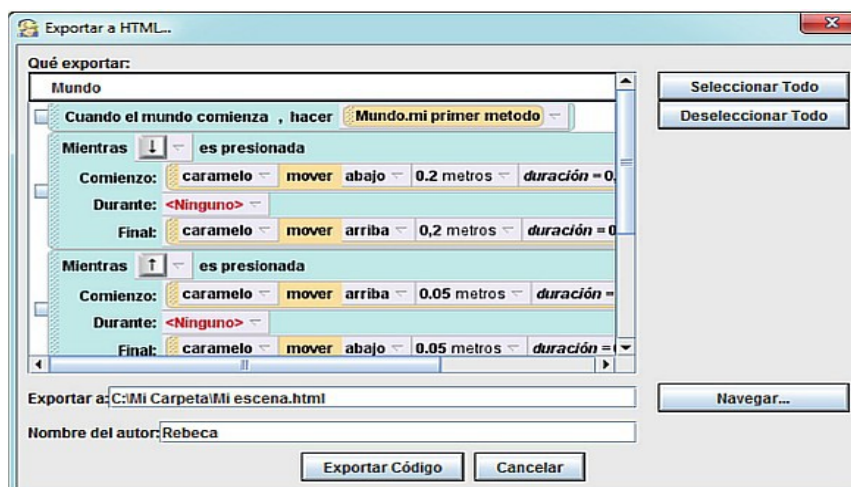 Exportar a HTML...
Qué exportar:
Mundo
Seleccionar Todo
Cuando el mundo comienza , hacer Mundo.mi primer metodo
Deseleccionar Todo
Mientras ↓ es presionada
Comienzo: caramelo mover abajo 0.2 metros duración = 0,
Durante: <Ninguno>
Final: caramelo mover arriba 0,2 metros duración = 0
Mientras ↑ es presionada
Comienzo: caramelo mover arriba 0.05 metros duración =
Durante: <Ninguno>
Final: caramelo mover abajo 0.05 metros duración =
Exportar a: C:\Mi Carpeta\Mi escena.html
Navegar...
Nombre del autor: Rebeca
Exportar Código Cancelar